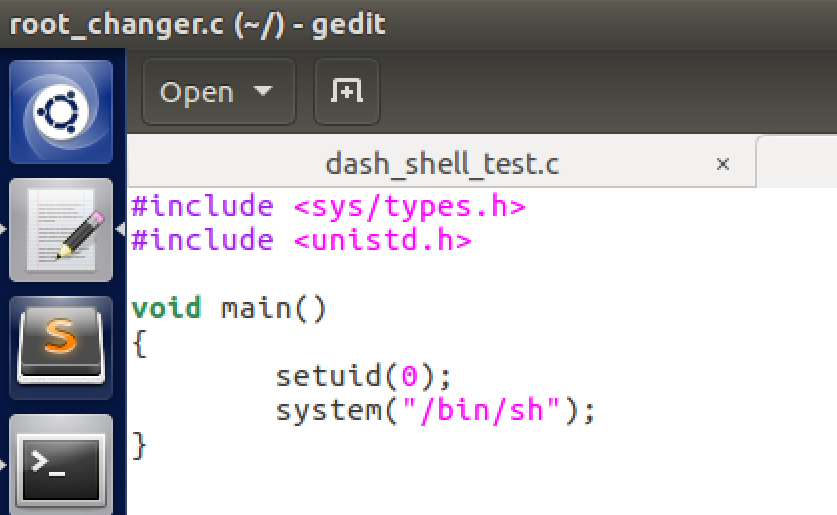 root_changer.c (~/) - gedit
Open
dash_shell_test.c ×
#include <sys/types.h>
#include <unistd.h>
void main()
{
setuid(0);
system("/bin/sh");
}
S
>_